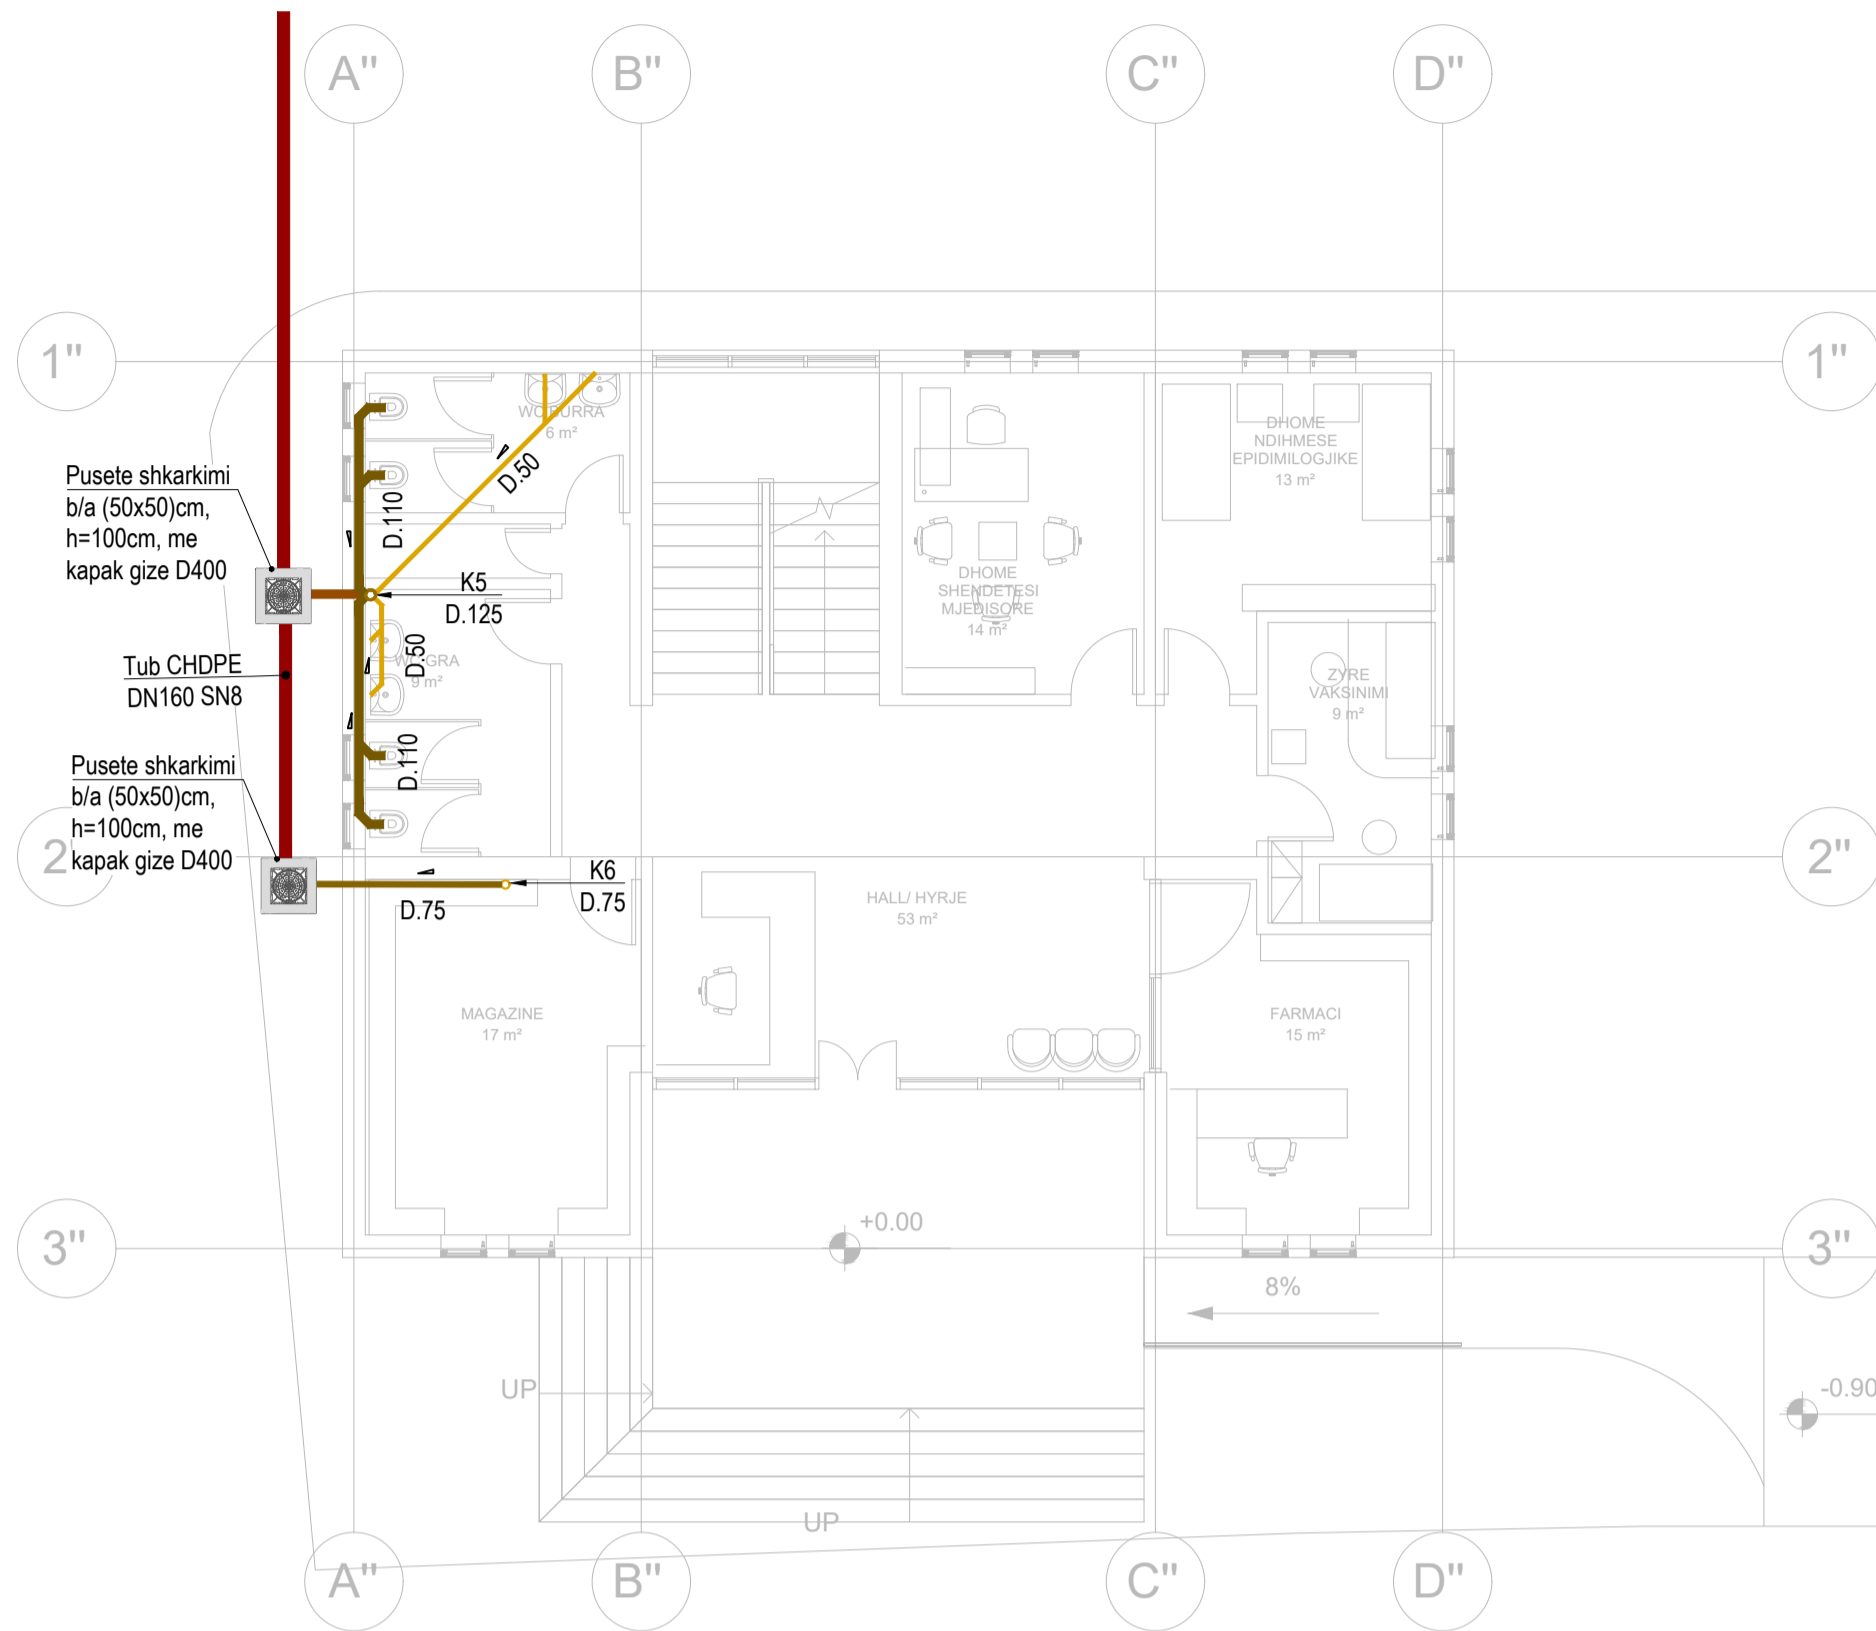 A"
B"
C"
D"
1"
1"
WC BURRA
6 m²
D.50
D.110
DHOME
NDIHMESE
EPIDIMILOGJIKE
13 m²
Pusete shkarkimi
b/a (50x50)cm,
h=100cm, me
kapak gize D400
K5
D.125
DHOME
SHENDETESI
MJEDISORE
14 m²
Tub CHDPE
DN160 SN8
WC GRA
9 m²
D.50
ZYRE
VAKSINIMI
9 m²
D.110
Pusete shkarkimi
b/a (50x50)cm,
h=100cm, me
kapak gize D400
2
2"
K6
D.75
D.75
HALL/ HYRJE
53 m²
MAGAZINE
17 m²
FARMACI
15 m²
+0.00
3"
3"
8%
UP
-0.90
UP
A"
B"
C"
D"